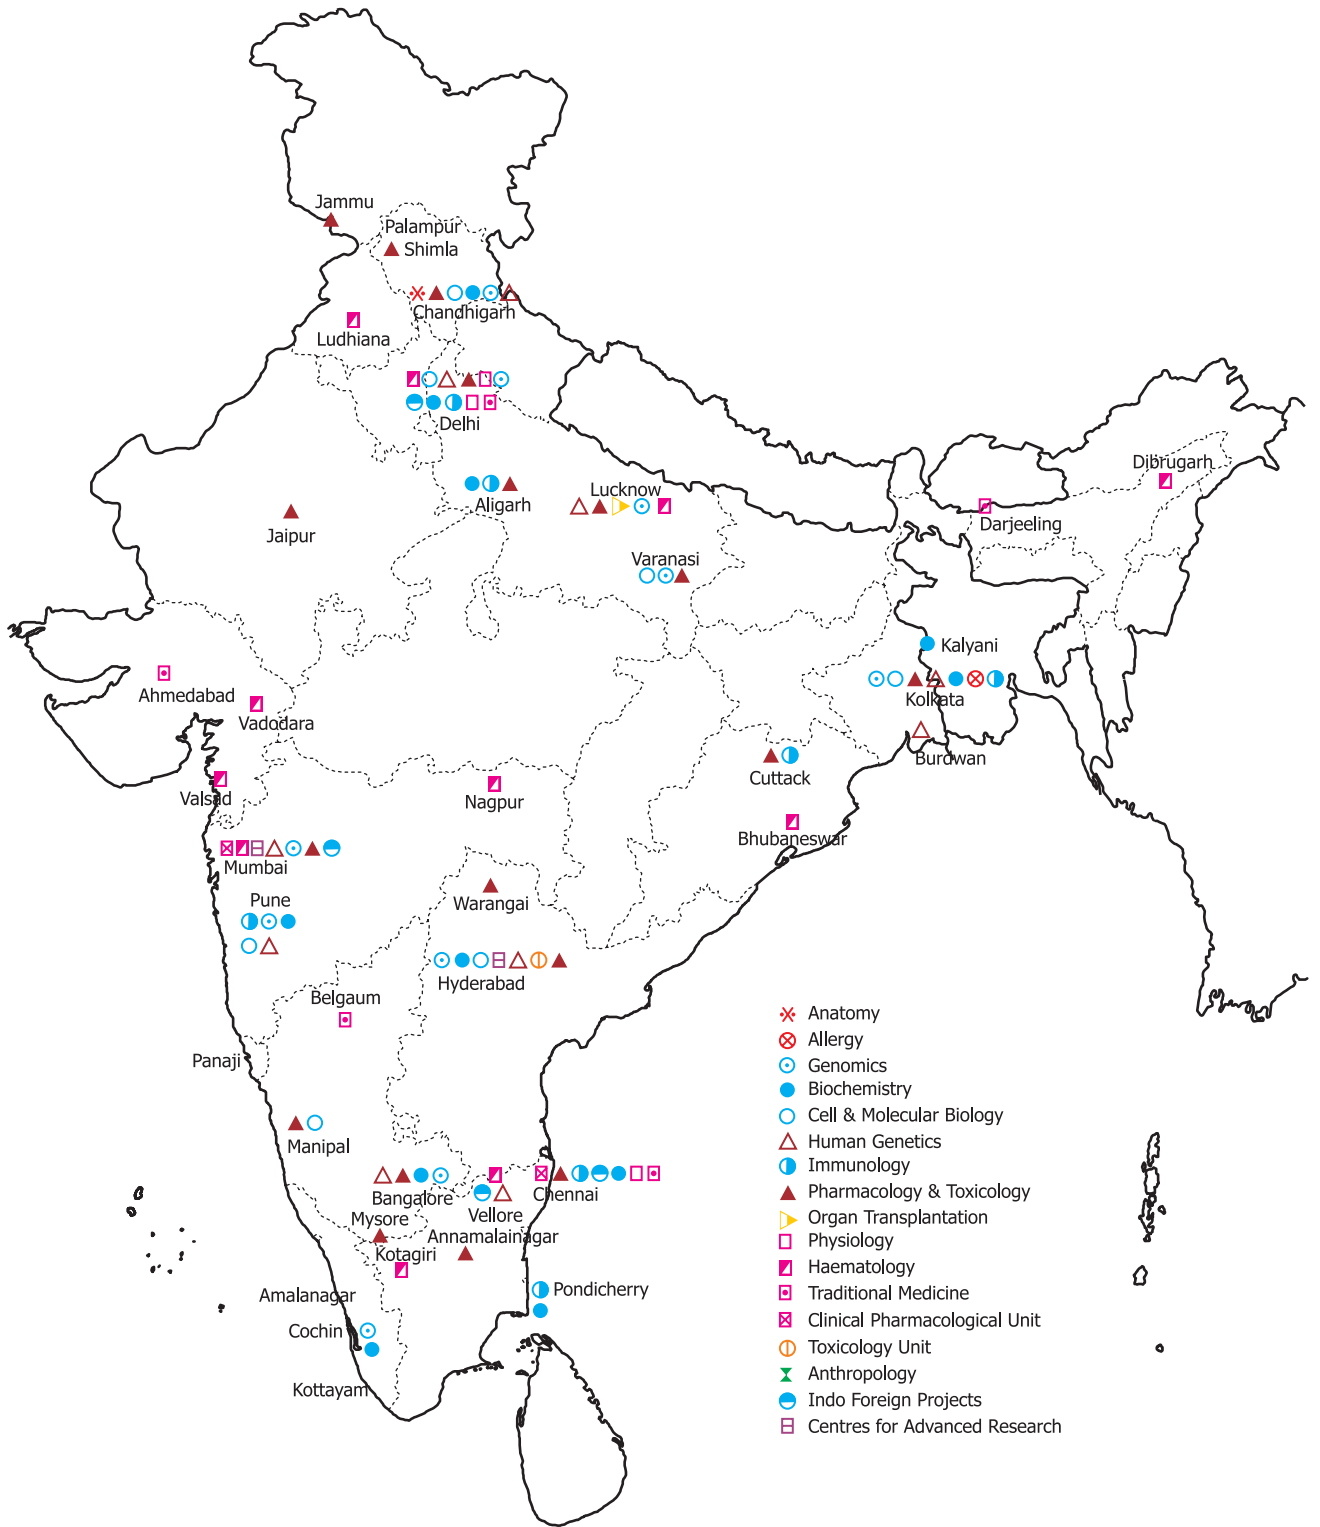 Jammu
Palampur
Shimla
Chandhigarh
Ludhiana
Delhi
Dibrugarh
Lucknow
Aligarh
Darjeeling
Jaipur
Varanasi
Kalyani
Ahmedabad
Kolkata
Vadodara
Burdwan
Cuttack
Valsad
Nagpur
Bhubaneswar
Mumbai
Pune
Warangai
Hyderabad
Belgaum
Panaji
Manipal
Bangalore
Chennai
Vellore
Mysore
Annamalainagar
Kotagiri
Pondicherry
Amalanagar
Cochin
Kottayam
Anatomy
Allergy
Genomics
Biochemistry
Cell & Molecular Biology
Human Genetics
Immunology
Pharmacology & Toxicology
Organ Transplantation
Physiology
Haematology
Traditional Medicine
Clinical Pharmacological Unit
Toxicology Unit
Anthropology
Indo Foreign Projects
Centres for Advanced Research